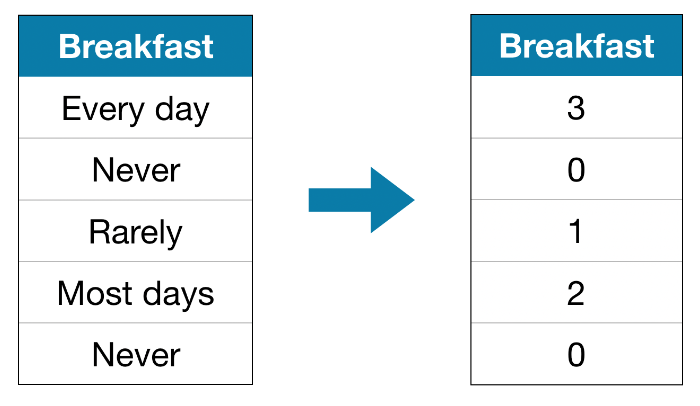 Breakfast
Every day
Never
Rarely
Most days
Never
Breakfast
3
0
1
2
0